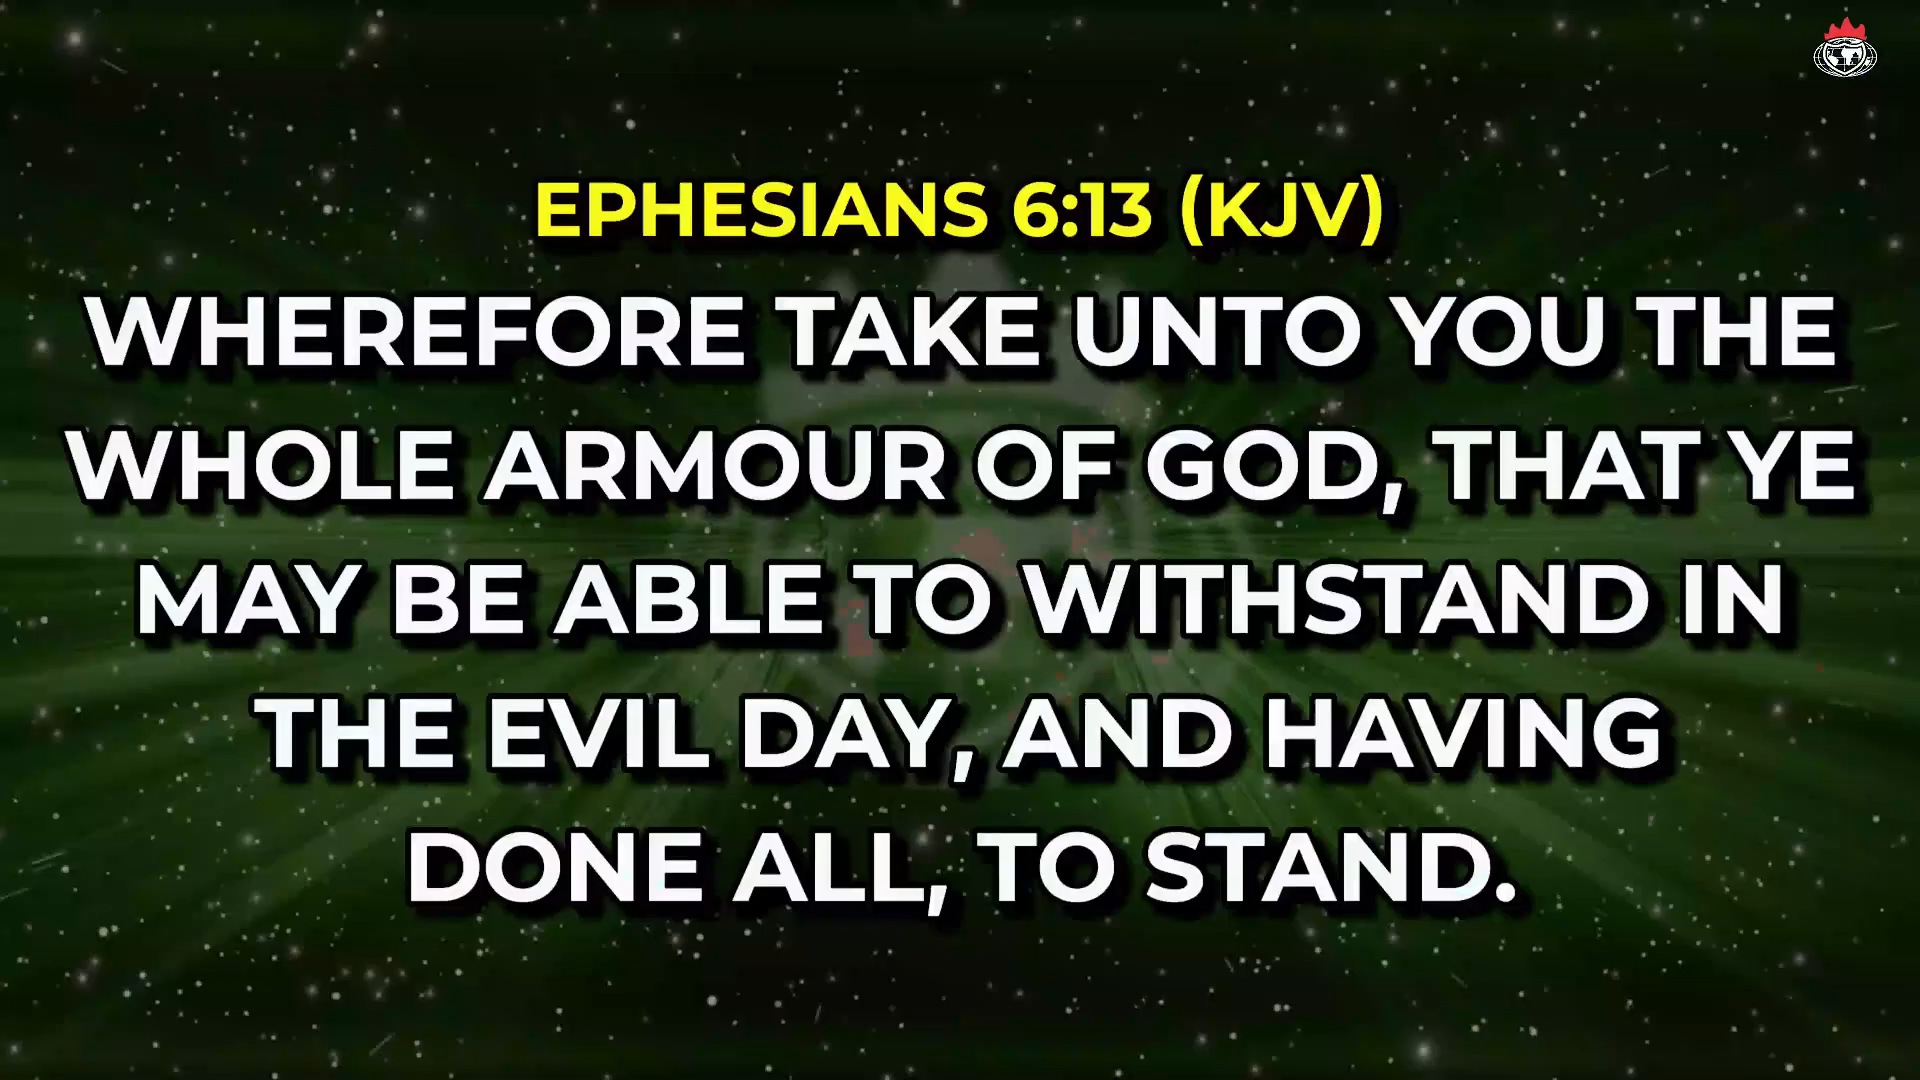 EPHESIANS 6:13 (KJV)
WHEREFORE TAKE UNTO YOU THE
WHOLE ARMOUR OF GOD, THAT YE
MAY BE ABLE TO WITHSTAND IN
THE EVIL DAY, AND HAVING
DONE ALL, TO STAND.